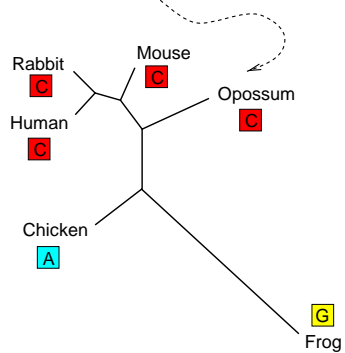 Mouse
C
Rabbit
C
Opossum
C
Human
C
Chicken
A
G
Frog